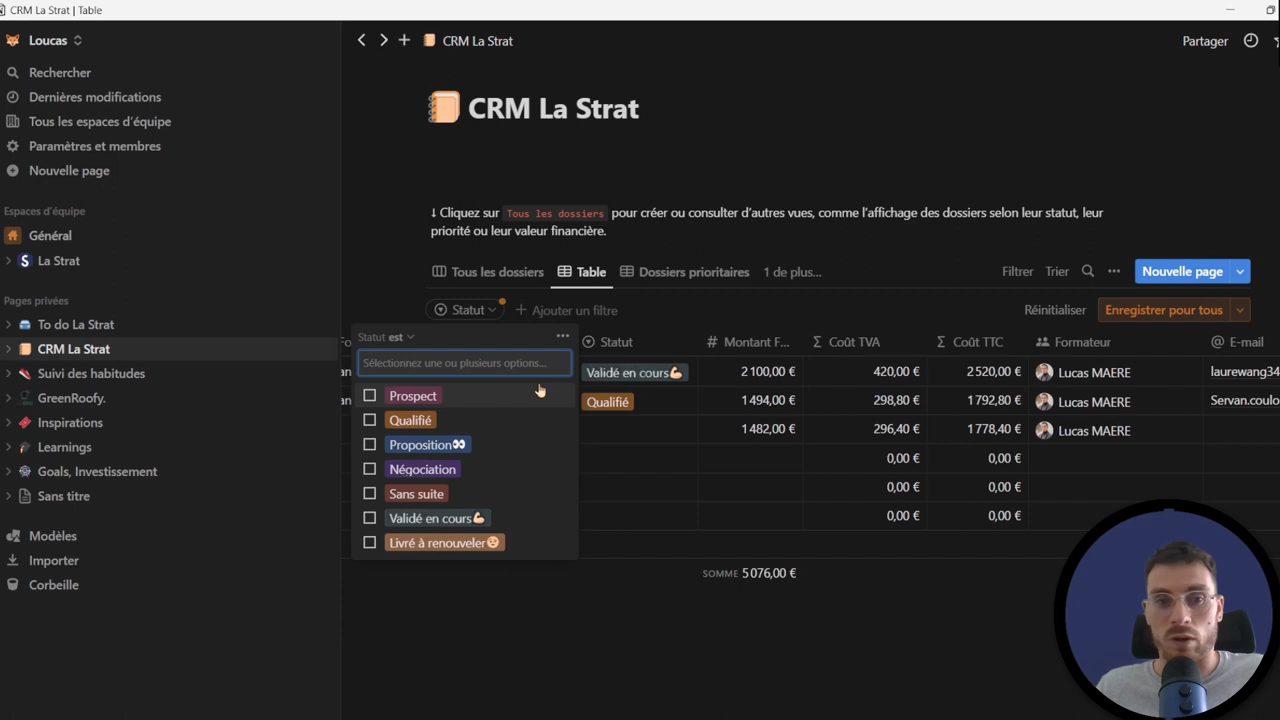 CRM La Strat | Table
Loucas
Rechercher
Dernières modifications
Tous les espaces d'équipe
Paramètres et membres
Nouvelle page
Espaces d'équipe
Général
La Strat
Pages privées
To do La Strat
CRM La Strat
Suivi des habitudes
GreenRoofy.
Inspirations
Learnings
Goals, Investissement
Sans titre
Modèles
Importer
Corbeille
CRM La Strat
Partager
CRM La Strat
↓ Cliquez sur Tous les dossiers pour créer ou consulter d'autres vues, comme l'affichage des dossiers selon leur statut, leur
priorité ou leur valeur financière.
Tous les dossiers Table Dossiers prioritaires 1 de plus... Filtrer Trier Nouvelle page
Statut + Ajouter un filtre Réinitialiser Enregistrer pour tous
Statut est
Sélectionnez une ou plusieurs options...
Prospect
Qualifié
Proposition👀
Négociation
Sans suite
Validé en cours💪
Livré à renouveler😉
Statut # Montant F... Σ Coût TVA Σ Coût TTC Formateur @ E-mail
Validé en cours💪 2 100,00 € 420,00 € 2 520,00 € Lucas MAERE laurewang34
Qualifié 1 494,00 € 298,80 € 1 792,80 € Lucas MAERE Servan.coulo
1 482,00 € 296,40 € 1 778,40 € Lucas MAERE
0,00 € 0,00 €
0,00 € 0,00 €
0,00 € 0,00 €
SOMME 5 076,00 €